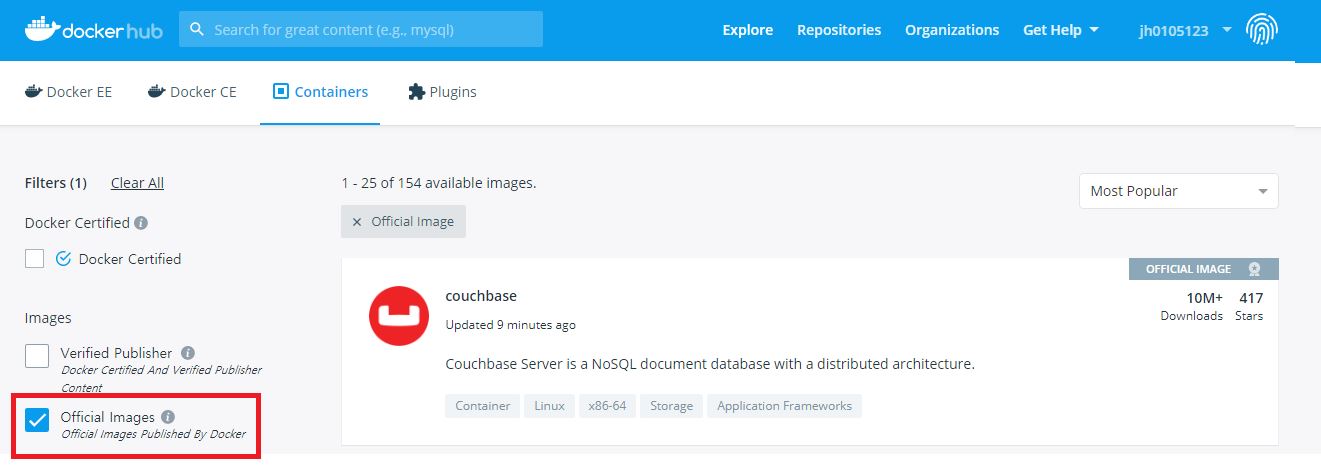 dockerhub
Search for great content (e.g., mysql)
Explore
Repositories
Organizations
Get Help
jh0105123
Docker EE
Docker CE
Containers
Plugins
Filters (1)
Clear All
Docker Certified
Docker Certified
Images
Verified Publisher
Docker Certified And Verified Publisher
Content
Official Images
Official Images Published By Docker
1 - 25 of 154 available images.
Most Popular
Official Image
OFFICIAL IMAGE
couchbase
Updated 9 minutes ago
10M+
Downloads
417
Stars
Couchbase Server is a NoSQL document database with a distributed architecture.
Container
Linux
x86-64
Storage
Application Frameworks